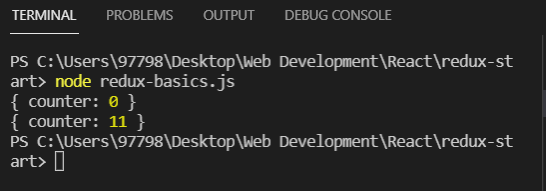 TERMINAL PROBLEMS OUTPUT DEBUG CONSOLE
PS C:\Users\97798\Desktop\Web Development\React\redux-st
art> node redux-basics.js
{ counter: 0 }
{ counter: 11 }
PS C:\Users\97798\Desktop\Web Development\React\redux-st
art>